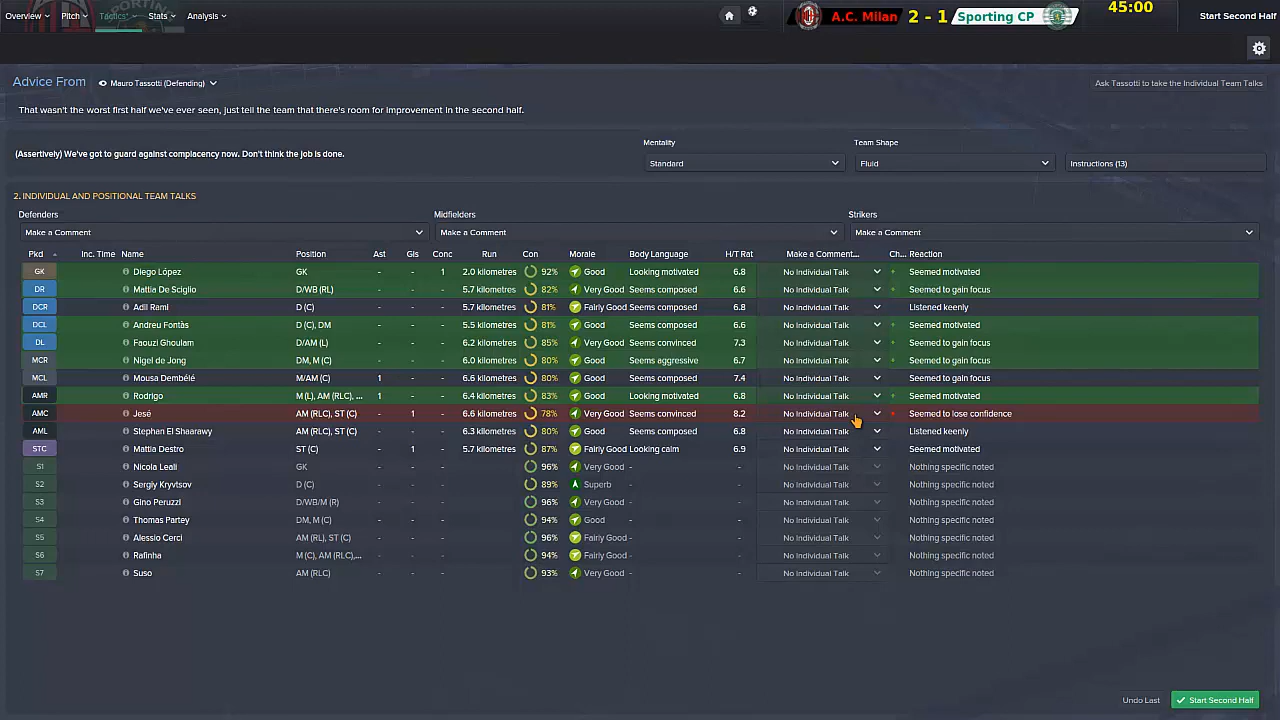 Overview Pitch Tactics Talks Analysis A.C. Milan 2 - 1 Sporting CP 45:00 Start Second Half
Advice From Mauro Tassotti (Defending) Ask Tassotti to take the Individual Team Talks
That wasn't the worst first half we've ever seen, just tell the team that there's room for improvement in the second half.
Mentality Team Shape
(Assertively) We've got to guard against complacency now. Don't think the job is done. Standard Fluid Instructions (13)
2. INDIVIDUAL AND POSITIONAL TEAM TALKS
Defenders Midfielders Strikers
Make a Comment Make a Comment Make a Comment
Pkd Inc. Time Name Position Ast Gls Conc Run Con Morale Body Language H/T Rat Make a Comment... Ch... Reaction
GK Diego López GK - - 1 2.0 kilometres 92% Good Looking motivated 6.8 No Individual Talk Seemed motivated
DR Mattia De Sciglio D/WB (RL) - - - 5.7 kilometres 82% Very Good Seems composed 6.6 No Individual Talk Seemed to gain focus
DCR Adil Rami D (C) - - - 5.7 kilometres 81% Fairly Good Seems composed 6.8 No Individual Talk Listened keenly
DCL Andreu Fontàs D (C), DM - - - 5.5 kilometres 81% Good Seems composed 6.6 No Individual Talk Seemed motivated
DL Faouzi Ghoulam D/AM (L) - - - 6.2 kilometres 85% Very Good Seems convinced 7.3 No Individual Talk Seemed to gain focus
MCR Nigel de Jong DM, M (C) - - - 6.0 kilometres 80% Good Seems aggressive 6.7 No Individual Talk Seemed to gain focus
MCL Mousa Dembélé M/AM (C) 1 - - 6.6 kilometres 80% Good Seems composed 7.4 No Individual Talk Seemed to gain focus
AMR Rodrigo M (L), AM (RLC), ... 1 - - 6.4 kilometres 83% Good Looking motivated 6.8 No Individual Talk Seemed motivated
AMC Jesé AM (RLC), ST (C) - 1 - 6.6 kilometres 78% Very Good Seems convinced 8.2 No Individual Talk Seemed to lose confidence
AML Stephan El Shaarawy AM (RLC), ST (C) - - - 6.3 kilometres 80% Good Seems composed 6.8 No Individual Talk Listened keenly
STC Mattia Destro ST (C) - 1 - 5.7 kilometres 87% Fairly Good Looking calm 6.9 No Individual Talk Seemed motivated
S1 Nicola Leali GK - - - 96% Very Good - - No Individual Talk Nothing specific noted
S2 Sergiy Kryvtsov D (C) - - - 89% Superb - - No Individual Talk Nothing specific noted
S3 Gino Peruzzi D/WB/M (R) - - - 96% Very Good - - No Individual Talk Nothing specific noted
S4 Thomas Partey DM, M (C) - - - 94% Good - - No Individual Talk Nothing specific noted
S5 Alessio Cerci AM (RL), ST (C) - - - 96% Fairly Good - - No Individual Talk Nothing specific noted
S6 Rafinha M (C), AM (RLC),... - - - 94% Fairly Good - - No Individual Talk Nothing specific noted
S7 Suso AM (RLC) - - - 93% Very Good - - No Individual Talk Nothing specific noted
Undo Last Start Second Half